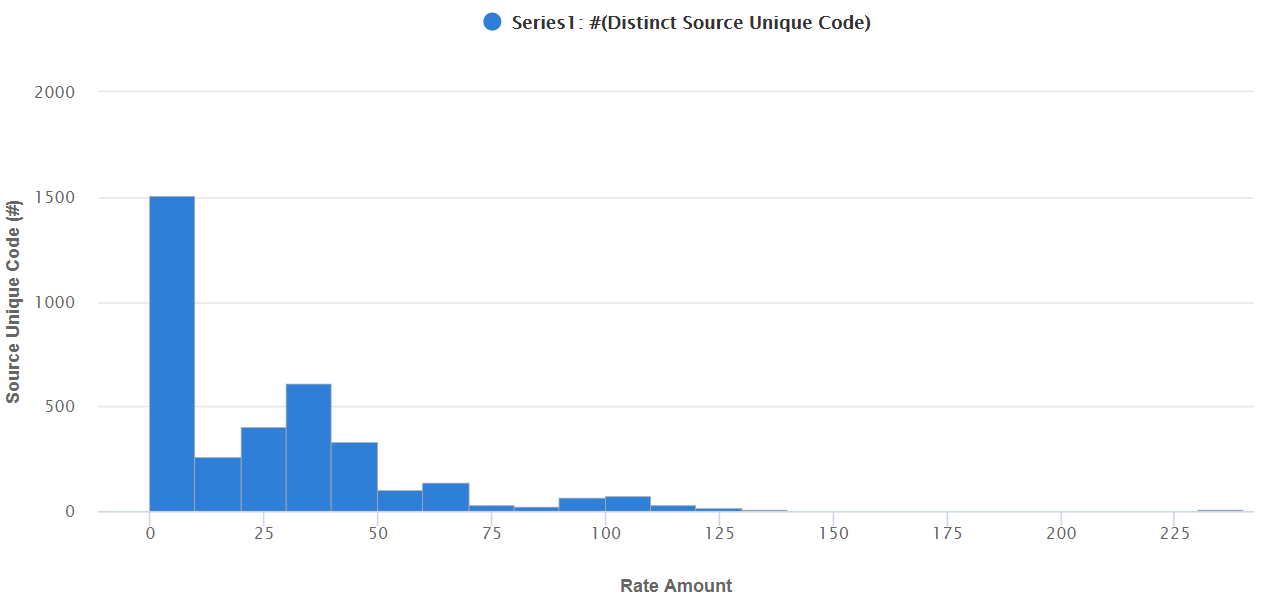 Series1: #(Distinct Source Unique Code)
2000
1500
1000
500
0
Source Unique Code (#)
0 25 50 75 100 125 150 175 200 225
Rate Amount